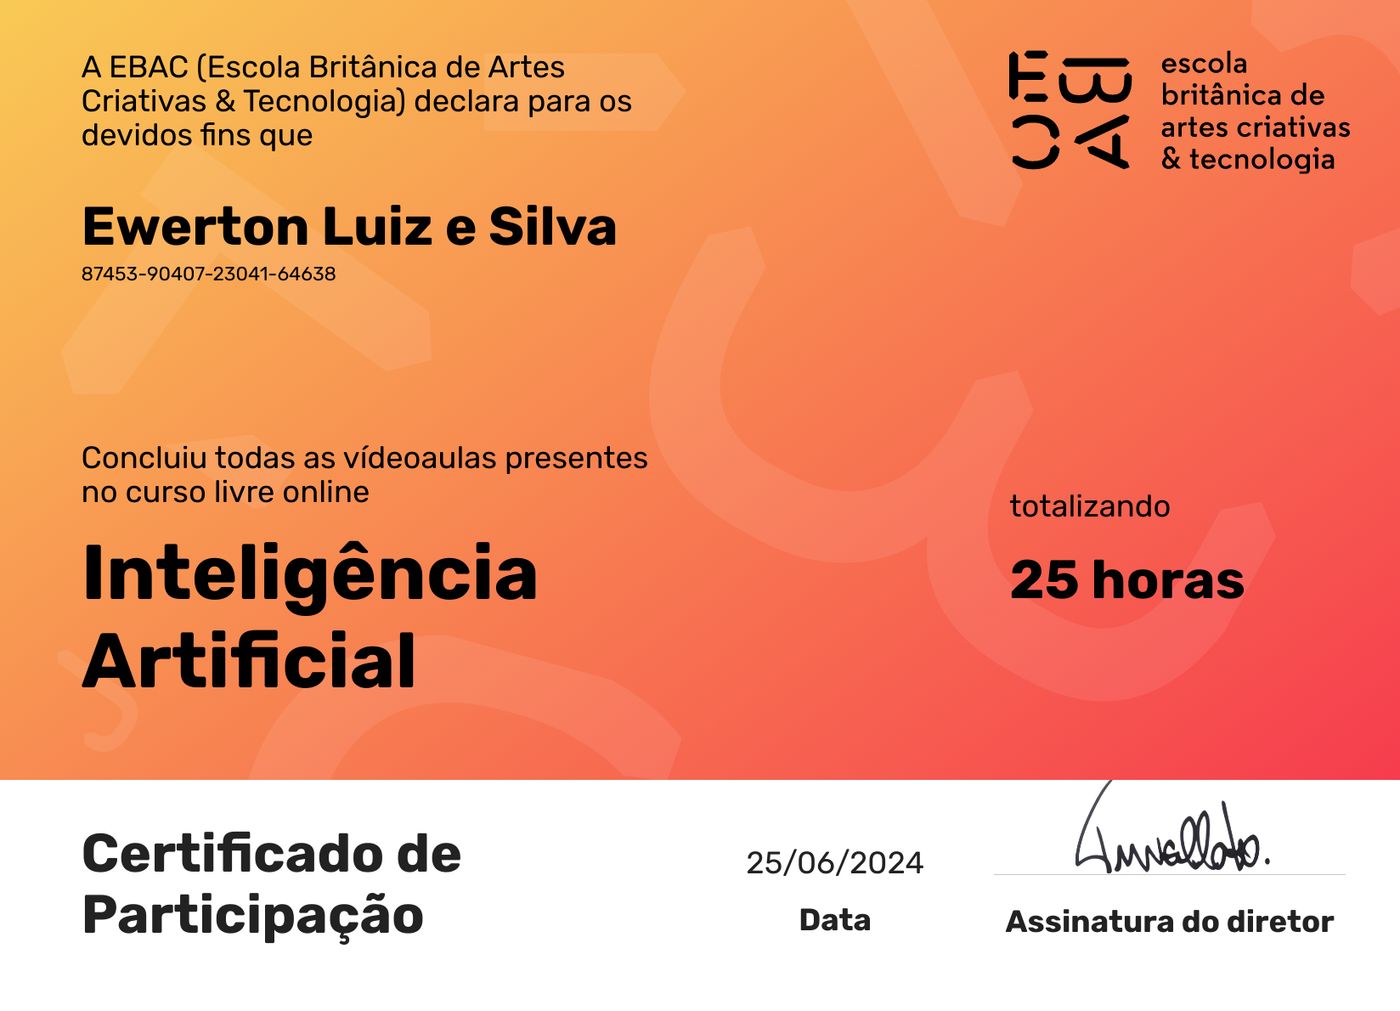 A EBAC (Escola Britânica de Artes
Criativas & Tecnologia) declara para os
devidos fins que
EBAC
escola
britânica de
artes criativas
& tecnologia
Ewerton Luiz e Silva
87453-90407-23041-64638
Concluiu todas as vídeoaulas presentes
no curso livre online
Inteligência
Artificial
totalizando
25 horas
Certificado de
Participação
25/06/2024
Data
Assinatura do diretor